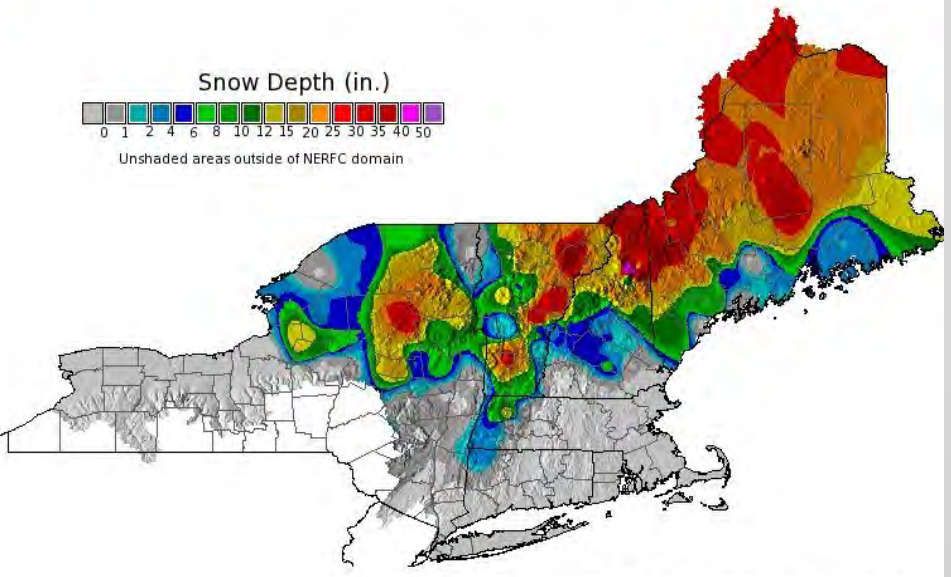 Snow Depth (in.)
0 1 2 4 6 8 10 12 15 20 25 30 35 40 50
Unshaded areas outside of NERFC domain